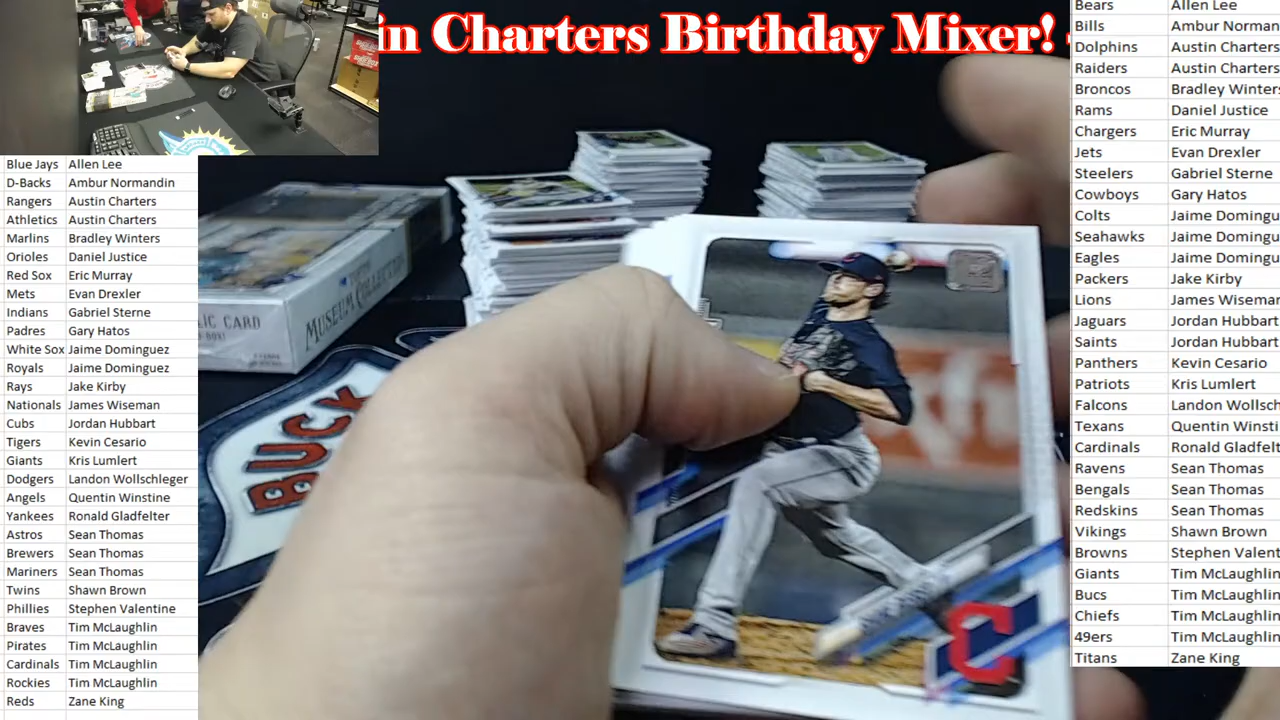 in Charters Birthday Mixer!
Blue Jays Allen Lee
D-Backs Ambur Normandin
Rangers Austin Charters
Athletics Austin Charters
Marlins Bradley Winters
Orioles Daniel Justice
Red Sox Eric Murray
Mets Evan Drexler
Indians Gabriel Sterne
Padres Gary Hatos
White Sox Jaime Dominguez
Royals Jaime Dominguez
Rays Jake Kirby
Nationals James Wiseman
Cubs Jordan Hubbart
Tigers Kevin Cesario
Giants Kris Lumlert
Dodgers Landon Wollschleger
Angels Quentin Winstine
Yankees Ronald Gladfelter
Astros Sean Thomas
Brewers Sean Thomas
Mariners Sean Thomas
Twins Shawn Brown
Phillies Stephen Valentine
Braves Tim McLaughlin
Pirates Tim McLaughlin
Cardinals Tim McLaughlin
Rockies Tim McLaughlin
Reds Zane King
LIC CARD
MUSEUM COLLECTION
BUCK
C
Bears Allen Lee
Bills Ambur Norman
Dolphins Austin Charters
Raiders Austin Charters
Broncos Bradley Winters
Rams Daniel Justice
Chargers Eric Murray
Jets Evan Drexler
Steelers Gabriel Sterne
Cowboys Gary Hatos
Colts Jaime Domingu
Seahawks Jaime Domingu
Eagles Jaime Domingu
Packers Jake Kirby
Lions James Wiseman
Jaguars Jordan Hubbart
Saints Jordan Hubbart
Panthers Kevin Cesario
Patriots Kris Lumlert
Falcons Landon Wollsch
Texans Quentin Winsti
Cardinals Ronald Gladfelt
Ravens Sean Thomas
Bengals Sean Thomas
Redskins Sean Thomas
Vikings Shawn Brown
Browns Stephen Valent
Giants Tim McLaughlin
Bucs Tim McLaughlin
Chiefs Tim McLaughlin
49ers Tim McLaughlin
Titans Zane King